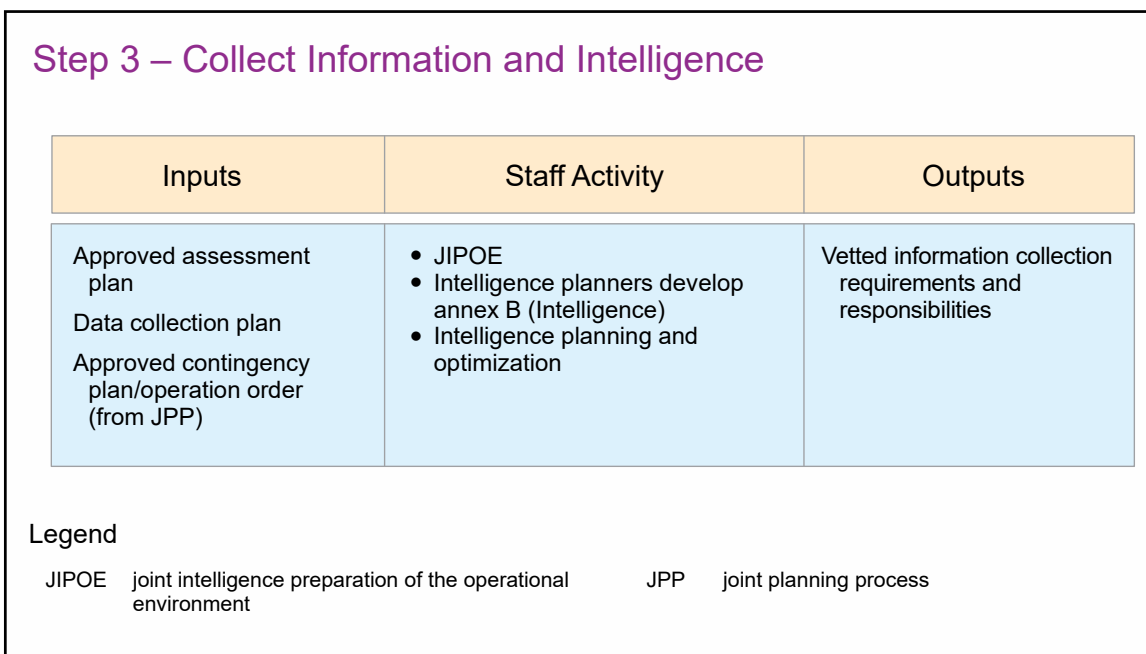 Step 3 – Collect Information and Intelligence
Inputs
Staff Activity
Outputs
Approved assessment
plan
Data collection plan
Approved contingency
plan/operation order
(from JPP)
• JIPOE
• Intelligence planners develop
annex B (Intelligence)
• Intelligence planning and
optimization
Vetted information collection
requirements and
responsibilities
Legend
JIPOE joint intelligence preparation of the operational
environment
JPP joint planning process